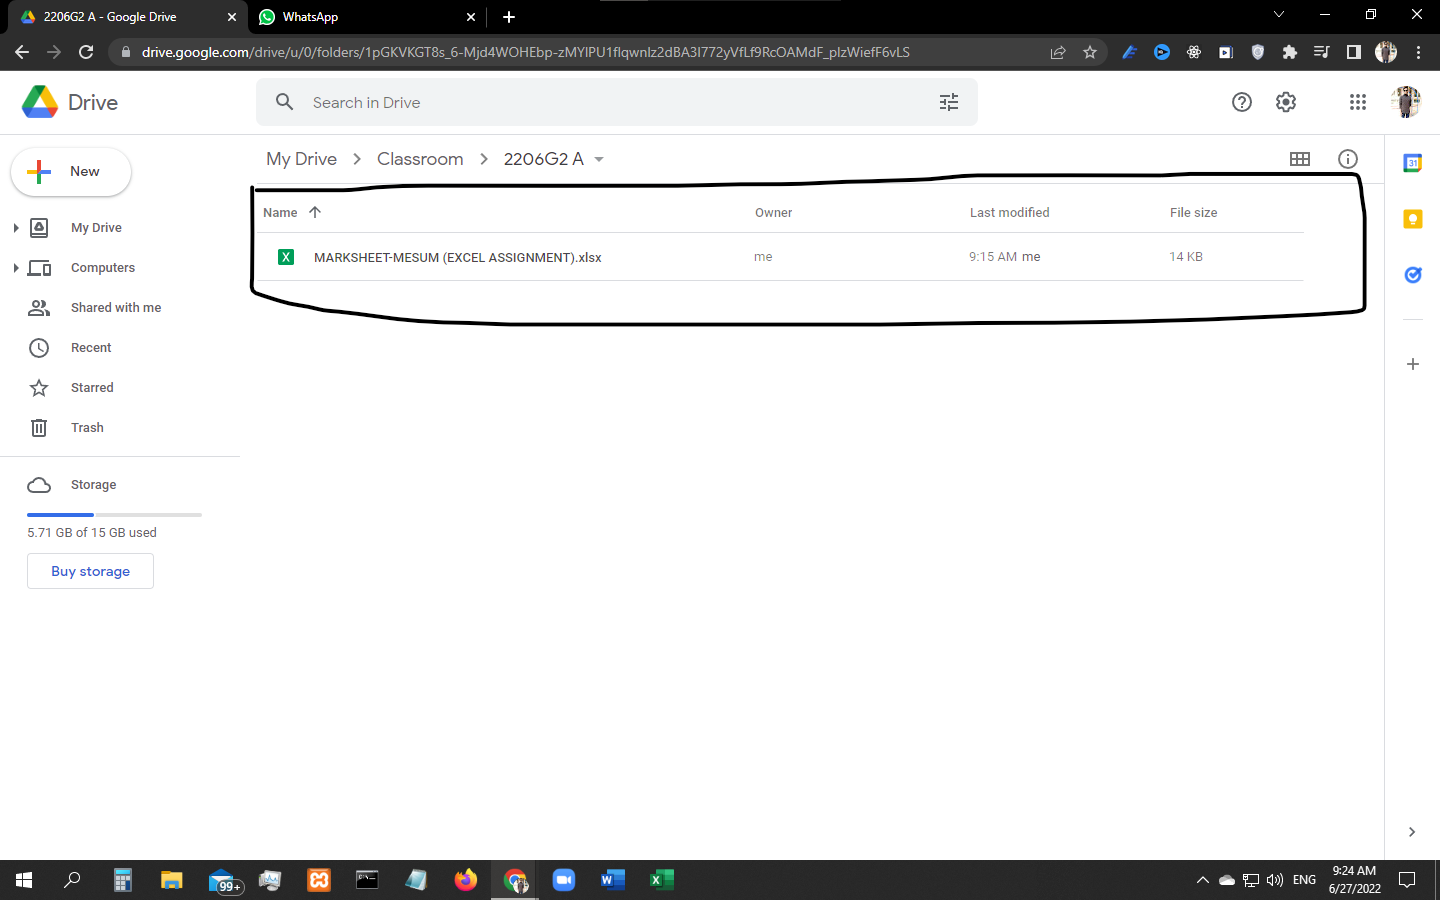 2206G2 A - Google Drive
WhatsApp
drive.google.com/drive/u/0/folders/1pGKVKGT8s_6-Mjd4WOHEbp-zMYlPU1flqwnlz2dBA3l772yVfLf9RcOAMdF_plzWiefF6vLS
Drive
Search in Drive
New
My Drive
Computers
Shared with me
Recent
Starred
Trash
Storage
5.71 GB of 15 GB used
Buy storage
My Drive > Classroom > 2206G2 A
Name Owner Last modified File size
X MARKSHEET-MESUM (EXCEL ASSIGNMENT).xlsx me 9:15 AM me 14 KB
31
99+
ENG
9:24 AM
6/27/2022